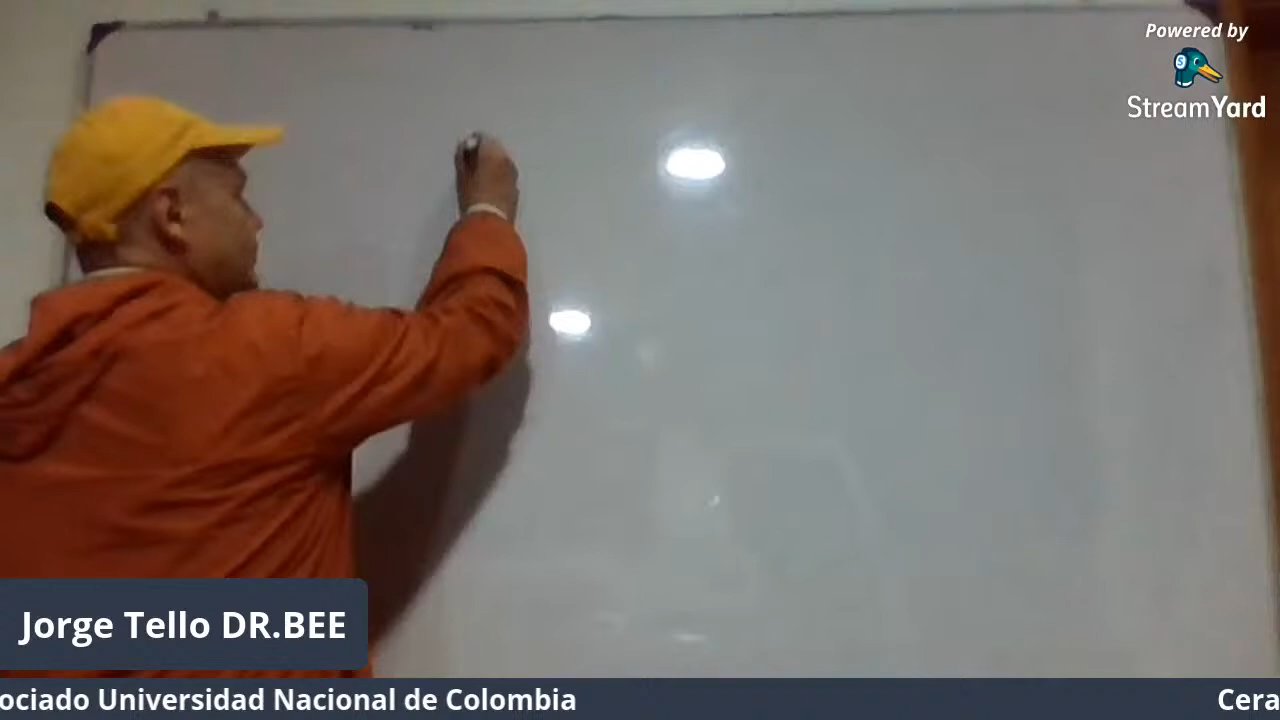 Powered by
StreamYard
Jorge Tello DR.BEE
ociado Universidad Nacional de Colombia
Cera